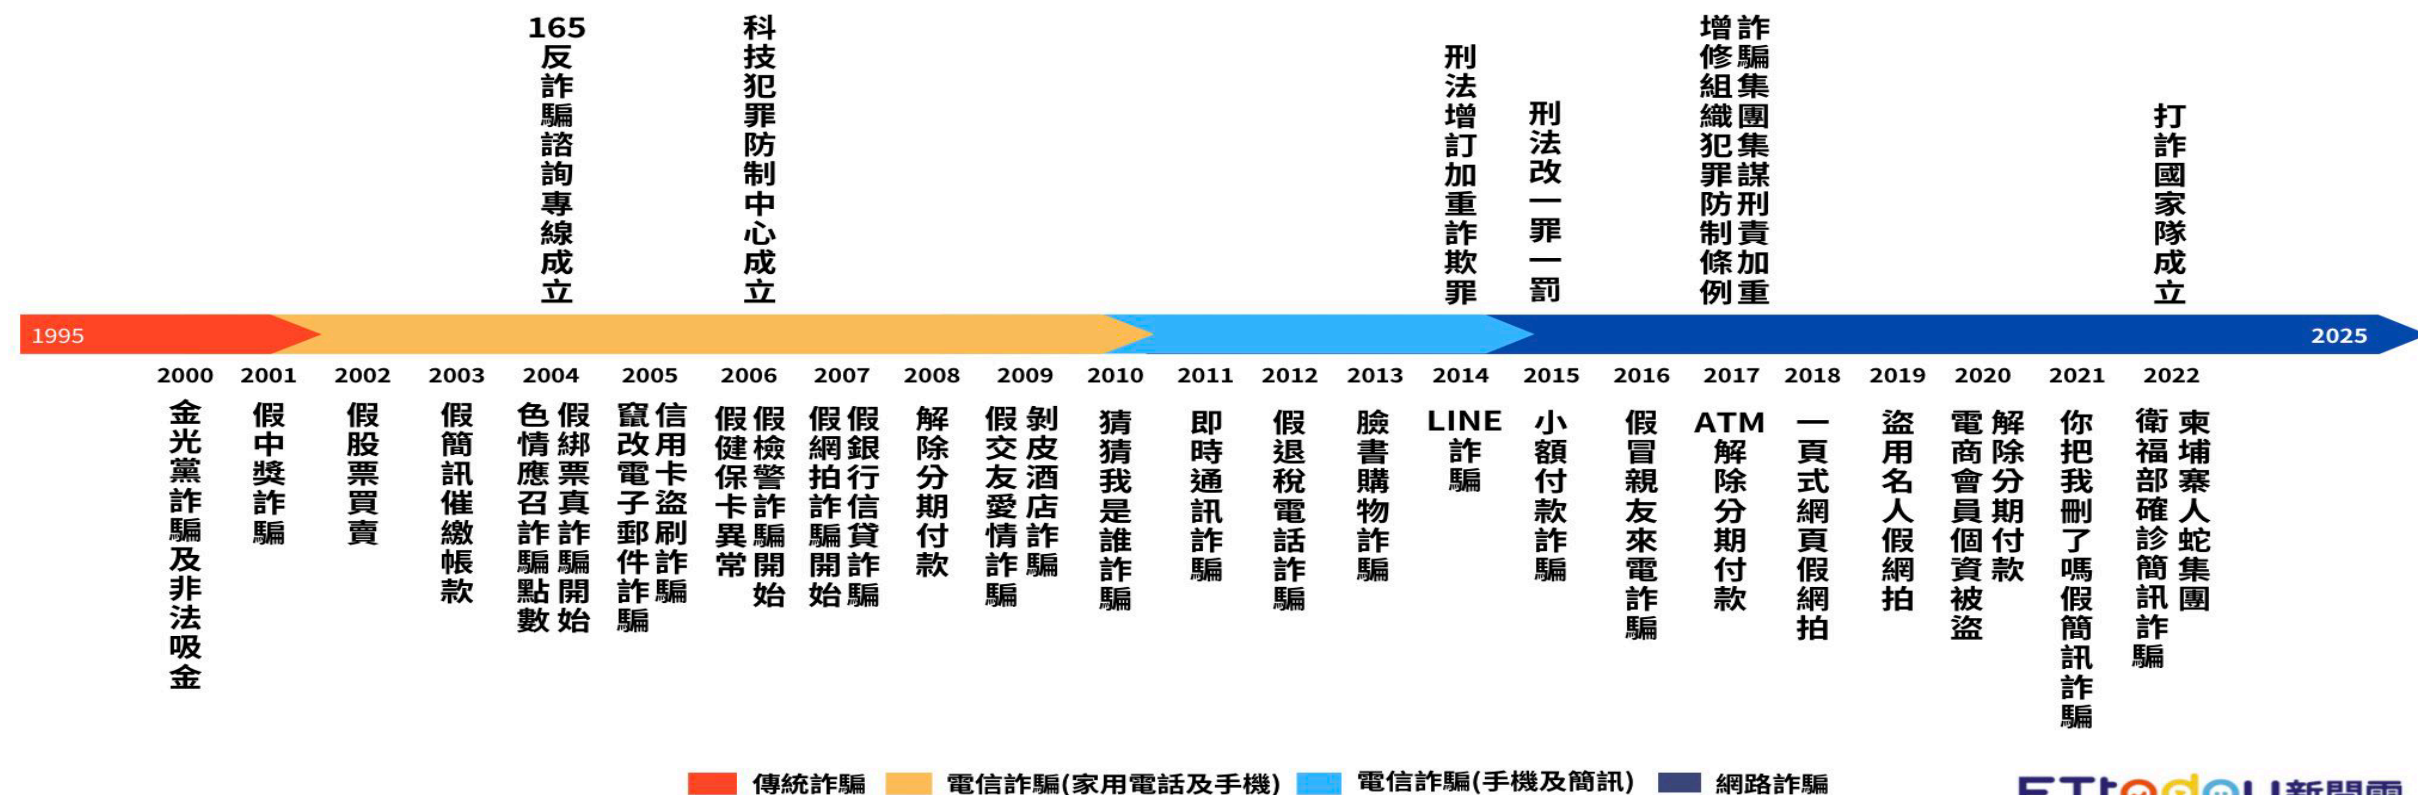 165反詐騙諮詢專線成立
科技犯罪防制中心成立
刑法增訂加重詐欺罪
刑法改一罪一罰
詐騙集團集謀刑責加重
增修組織犯罪防制條例
打詐國家隊成立
1995
2025
2000
金光黨詐騙及非法吸金
2001
假中獎詐騙
2002
假股票買賣
2003
假簡訊催繳帳款
2004
假綁票真詐騙開始
色情應召詐騙點數
2005
信用卡盜刷詐騙
竄改電子郵件詐騙
2006
假檢警詐騙開始
假健保卡異常
2007
假銀行信貸詐騙
假網拍詐騙開始
2008
解除分期付款
2009
剝皮酒店詐騙
假交友愛情詐騙
2010
猜猜我是誰詐騙
2011
即時通訊詐騙
2012
假退稅電話詐騙
2013
臉書購物詐騙
2014
LINE詐騙
2015
小額付款詐騙
2016
假冒親友來電詐騙
2017
ATM解除分期付款
2018
一頁式網頁假網拍
2019
盜用名人假網拍
2020
解除分期付款
電商會員個資被盜
2021
你把我刪了嗎假簡訊詐騙
2022
柬埔寨人蛇集團
衛福部確診簡訊詐騙
傳統詐騙
電信詐騙(家用電話及手機)
電信詐騙(手機及簡訊)
網路詐騙